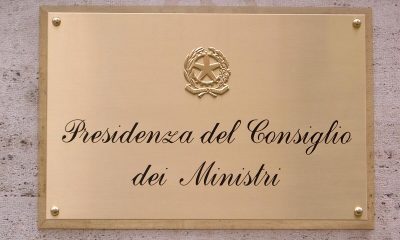 Presidenza del Consiglio
dei Ministri